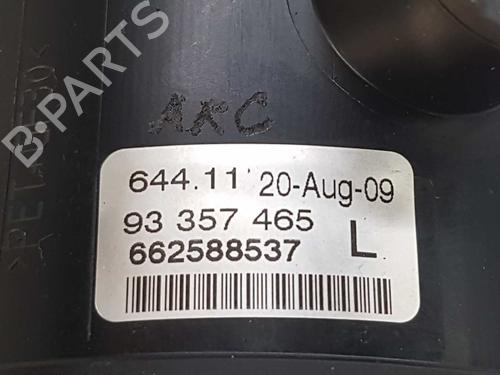 B-PARTS
AKC
644.11 20-Aug-09
93 357 465
L
662588537